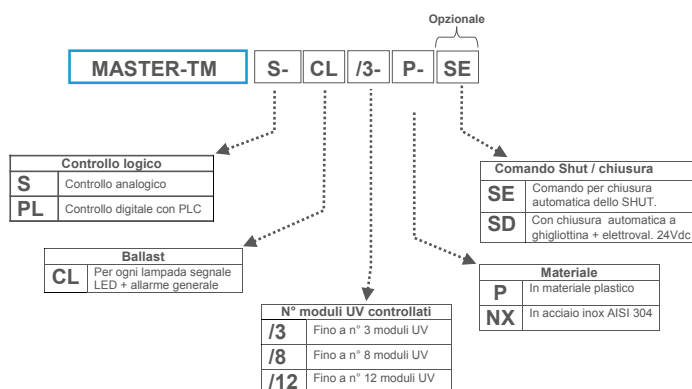 Opzionale
MASTER-TM S- CL /3- P- SE
Controllo logico
S Controllo analogico
PL Controllo digitale con PLC
Comando Shut / chiusura
SE Comando per chiusura
automatica dello SHUT.
SD Con chiusura automatica a
ghigliottina + elettroval. 24Vdc
Ballast
CL Per ogni lampada segnale
LED + allarme generale
Materiale
P In materiale plastico
NX In acciaio inox AISI 304
N° moduli UV controllati
/3 Fino a n° 3 moduli UV
/8 Fino a n° 8 moduli UV
/12 Fino a n° 12 moduli UV